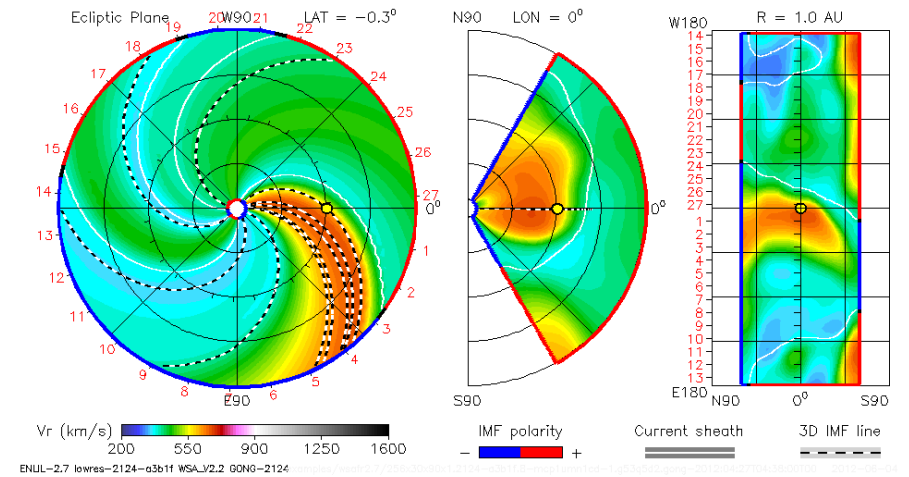 Ecliptic Plane W90 LAT = −0.3° N90 LON = 0° W180 R = 1.0 AU
21 20 19 18 17 16 15 14 13 12 11 10 9 8 7 6 5 4 3 2 1 0° 27 26 25 24 23 22
E90
0°
S90
14
15
16
17
18
19
20
21
22
23
24
25
26
27
1
2
3
4
5
6
7
8
9
10
11
12
13
E180 N90 0° S90
Vr (km/s) 200 550 900 1250 1600
IMF polarity − +
Current sheath
3D IMF line
ENLIL-2.7 lowres-2124-a3b1f WSA_V2.2 GONG-2124